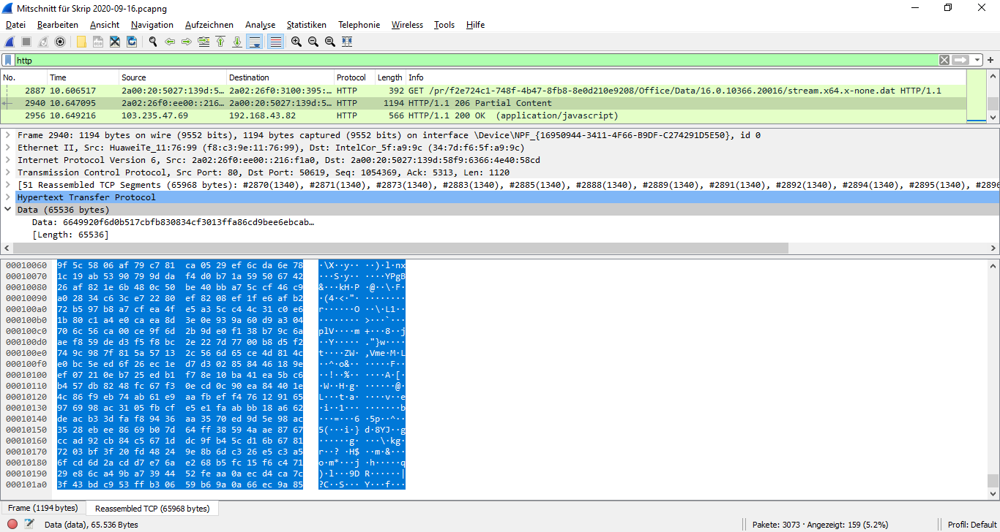 Mitschnitt für Skrip 2020-09-16.pcapng
Datei Bearbeiten Ansicht Navigation Aufzeichnen Analyse Statistiken Telephonie Wireless Tools Hilfe
http
No. Time Source Destination Protocol Length Info
2887 10.606517 2a00:20:5027:139d:5… 2a02:26f0:3100:395:… HTTP 392 GET /pr/f2e724c1-748f-4b47-8fb8-8e0d210e9208/Office/Data/16.0.10366.20016/stream.x64.x-none.dat HTTP/1.1
2940 10.647095 2a02:26f0:ee00::216… 2a00:20:5027:139d:5… HTTP 1194 HTTP/1.1 206 Partial Content
2956 10.649216 103.235.47.69 192.168.43.82 HTTP 566 HTTP/1.1 200 OK (application/javascript)
Frame 2940: 1194 bytes on wire (9552 bits), 1194 bytes captured (9552 bits) on interface \Device\NPF_{16950944-3411-4F66-B9DF-C274291D5E50}, id 0
Ethernet II, Src: HuaweiTe_11:76:99 (f8:c3:9e:11:76:99), Dst: IntelCor_5f:a9:9c (34:7d:f6:5f:a9:9c)
Internet Protocol Version 6, Src: 2a02:26f0:ee00::216:f1a0, Dst: 2a00:20:5027:139d:58f9:6366:4e40:58cd
Transmission Control Protocol, Src Port: 80, Dst Port: 50619, Seq: 1054369, Ack: 5313, Len: 1120
[51 Reassembled TCP Segments (65968 bytes): #2870(1340), #2871(1340), #2873(1340), #2883(1340), #2885(1340), #2888(1340), #2889(1340), #2891(1340), #2892(1340), #2894(1340), #2895(1340), #2896
Hypertext Transfer Protocol
Data (65536 bytes)
Data: 6649920f6d0b517cbfb830834cf3013ffa86cd9bee6ebcab…
[Length: 65536]
00010060 9f 5c 58 06 af 79 c7 81 ca 05 29 ef 6c da 6e 78 ·\X··y·· ··)·l·nx
00010070 1c 19 ab 53 90 79 9d da f4 d0 b7 1a 59 50 67 42 ···S·y·· ····YPgB
00010080 26 af 82 1e 6b 48 0c 50 be 40 bb a7 5c cf 46 c9 &···kH·P ·@··\·F·
00010090 a0 28 34 c6 3c e7 22 80 ef 82 08 ef 1f e6 af b2 ·(4·<·"· ········
000100a0 72 b5 97 b8 a7 cf ea 4f e5 a3 5c c4 4c 31 c0 e6 r······O ··\·L1··
000100b0 1b 80 c1 a4 e0 ca ea 8d 3e 0e 93 9a 60 d9 a3 04 ········ >···`···
000100c0 70 6c 56 ca 00 ce 9f 6d 2b 9d e0 f1 38 b7 9c 6a plV····m +···8··j
000100d0 ae f8 59 de d3 f5 f8 bc 2e 22 7d 77 00 b8 d5 f2 ··Y····· ."}w····
000100e0 74 9c 98 7f 81 5a 57 13 2c 56 6d 65 ce 4d 81 4c t····ZW· ,Vme·M·L
000100f0 e0 bc 5e ed 6f 26 ec 1e d7 d3 02 85 84 46 18 9e ··^·o&·· ·····F··
00010100 ef 07 21 0e b7 25 ed b1 f7 8e 10 ba 41 ea 5b c6 ··!··%·· ····A·[·
00010110 b4 57 db 82 48 fc 67 f3 0e cd 0c 90 ea 84 40 1e ·W··H·g· ······@·
00010120 4c 86 f9 eb 74 ab 61 e9 aa fb ef f4 76 12 91 65 L···t·a· ····v··e
00010130 97 69 98 ac 31 05 fb cf e5 e1 fa ab bb 18 a6 62 ·i··1··· ·······b
00010140 de ac b3 3d fa f8 94 36 aa 35 70 ed 9d 5e 98 ac ···=···6 ·5p··^··
00010150 35 28 eb ee 86 69 b0 7d 64 ff 38 59 4a ae 87 67 5(···i·} d·8YJ··g
00010160 cc ad 92 cb 84 c5 67 1d dc 9f b4 5c d1 6b 67 81 ······g· ···\·kg·
00010170 72 03 bf 3f 20 fd 48 24 9e 8b 6d c3 26 e5 c3 a5 r··? ·H$ ··m·&···
00010180 6f cd 6d 2a cd d7 e7 6a e2 68 b5 fc 15 f6 c4 71 o·m*···j ·h·····q
00010190 29 e8 6c a4 9b a7 39 44 52 fe aa 0a ec d4 ca 7c )·l···9D R······|
000101a0 3f 43 bd c9 53 ff b3 06 59 b6 9a 0a 66 ec 9a 85 ?C··S··· Y···f···
Frame (1194 bytes) Reassembled TCP (65968 bytes)
Data (data), 65.536 Bytes Pakete: 3073 · Angezeigt: 159 (5.2%) Profil: Default